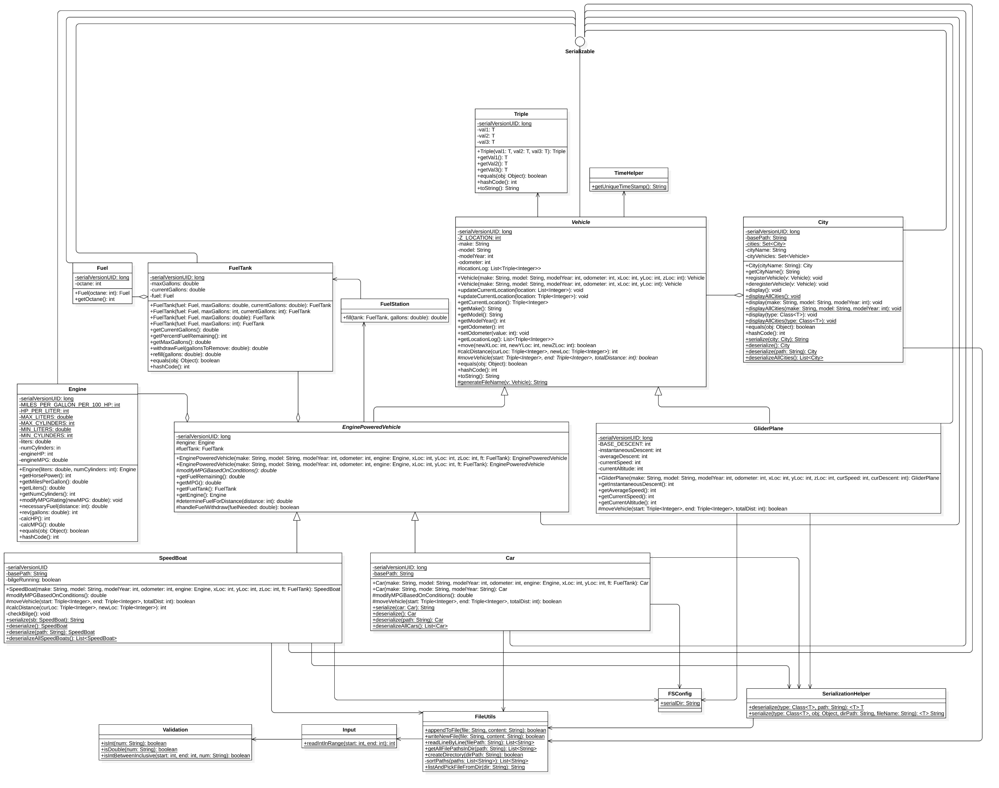 Serializable
Triple
-serialVersionUID: long
-val1: T
-val2: T
-val3: T
+Triple(val1: T, val2: T, val3: T): Triple
+getVal1(): T
+getVal2(): T
+getVal3(): T
+equals(obj: Object): boolean
+hashCode(): int
+toString(): String
TimeHelper
+getUniqueTimeStamp(): String
Vehicle
-serialVersionUID: long
-Z_LOCATION: int
-make: String
-model: String
-modelYear: int
-odometer: int
#locationLog: List<Triple<Integer>>
+Vehicle(make: String, model: String, modelYear: int, odometer: int, xLoc: int, yLoc: int, zLoc: int): Vehicle
+Vehicle(make: String, model: String, modelYear: int, odometer: int, xLoc: int, yLoc: int): Vehicle
+updateCurrentLocation(location: List<Integer>): void
+updateCurrentLocation(location: Triple<Integer>): void
+getCurrentLocation(): Triple<Integer>
+getMake(): String
+getModel(): String
+getModelYear(): int
+getOdometer(): int
+setOdometer(value: int): void
+getLocationLog(): List<Triple<Integer>>
+move(newXLoc: int, newYLoc: int, newZLoc: int): boolean
#calcDistance(curLoc: Triple<Integer>, newLoc: Triple<Integer>): int
#moveVehicle(start: Triple<Integer>, end: Triple<Integer>, totalDistance: int): boolean
+equals(obj: Object): boolean
+hashCode(): int
+toString(): String
#generateFileName(v: Vehicle): String
City
-serialVersionUID: long
-basePath: String
-cities: Set<City>
-cityName: String
-cityVehicles: Set<Vehicle>
+City(cityName: String): City
+getCityName(): String
+registerVehicle(v: Vehicle): void
+deregisterVehicle(v: Vehicle): void
+display(): void
+displayAllCities(): void
+display(make: String, model: String, modelYear: int): void
+displayAllCities(make: String, model: String, modelYear: int): void
+display(type: Class<T>): void
+displayAllCities(type: Class<T>): void
+equals(obj: Object): boolean
+hashCode(): int
+serialize(city: City): String
+deserialize(): City
+deserialize(path: String): City
+deserializeAllCities(): List<City>
Fuel
-serialVersionUID: long
-octane: int
+Fuel(octane: int): Fuel
+getOctane(): int
FuelTank
-serialVersionUID: long
-maxGallons: double
-currentGallons: double
-fuel: Fuel
+FuelTank(fuel: Fuel, maxGallons: double, currentGallons: double): FuelTank
+FuelTank(fuel: Fuel, maxGallons: int, currentGallons: int): FuelTank
+FuelTank(fuel: Fuel, maxGallons: double): FuelTank
+FuelTank(fuel: Fuel, maxGallons: int): FuelTank
+getCurrentGallons(): double
+getPercentFuelRemaining(): int
+getMaxGallons(): double
+withdrawFuel(gallonsToRemove: double): double
+refill(gallons: double): double
+equals(obj: Object): boolean
+hashCode(): int
FuelStation
+fill(tank: FuelTank, gallons: double): double
Engine
-serialVersionUID: long
-MILES_PER_GALLON_PER_100_HP: int
-HP_PER_LITER: int
-MAX_LITERS: double
-MAX_CYLINDERS: int
-MIN_LITERS: double
-MIN_CYLINDERS: int
-liters: double
-numCylinders: in
-engineHP: int
-engineMPG: double
+Engine(liters: double, numCylinders: int): Engine
+getHorsePower(): int
+getMilesPerGallon(): double
+getLiters(): double
+getNumCylinders(): int
+modifyMPGRating(newMPG: double): void
+necessaryFuel(distance: int): double
+rev(gallons: double): int
-calcHP(): int
-calcMPG(): double
+equals(obj: Object): boolean
+hashCode(): int
EnginePoweredVehicle
-serialVersionUID: long
#engine: Engine
#fuelTank: FuelTank
+EnginePoweredVehicle(make: String, model: String, modelYear: int, odometer: int, engine: Engine, xLoc: int, yLoc: int, zLoc: int, ft: FuelTank): EnginePoweredVehicle
+EnginePoweredVehicle(make: String, model: String, modelYear: int, odometer: int, engine: Engine, xLoc: int, yLoc: int, ft: FuelTank): EnginePoweredVehicle
#modifyMPGBasedOnConditions(): double
+getFuelRemaining(): double
+getMPG(): double
+getFuelTank(): FuelTank
+getEngine(): Engine
#determineFuelForDistance(distance: int): double
#handleFuelWithdraw(fuelNeeded: double): boolean
GliderPlane
-serialVersionUID: long
-BASE_DESCENT: int
-instantaneousDescent: int
-averageDescent: int
-currentSpeed: int
-currentAltitude: int
+GliderPlane(make: String, model: String, modelYear: int, odometer: int, xLoc: int, yLoc: int, zLoc: int, curSpeed: int, curDescent: int): GliderPlane
+getInstantaneousDescent(): int
+getAverageSpeed(): int
+getCurrentSpeed(): int
+getCurrentAltitude(): int
#moveVehicle(start: Triple<Integer>, end: Triple<Integer>, totalDist: int): boolean
SpeedBoat
-serialVersionUID
-basePath: String
-bilgeRunning: boolean
+SpeedBoat(make: String, model: String, modelYear: int, odometer: int, engine: Engine, xLoc: int, yLoc: int, zLoc: int, ft: FuelTank): SpeedBoat
#modifyMPGBasedOnConditions(): double
#moveVehicle(start: Triple<Integer>, end: Triple<Integer>, totalDist: int): boolean
#calcDistance(curLoc: Triple<Integer>, newLoc: Triple<Integer>): int
-checkBilge(): void
+serialize(sb: SpeedBoat): String
+deserialize(): SpeedBoat
+deserialize(path: String): SpeedBoat
+deserializeAllSpeedBoats(): List<SpeedBoat>
Car
-serialVersionUID: long
-basePath: String
+Car(make: String, model: String, modelYear: int, odometer: int, engine: Engine, xLoc: int, yLoc: int, ft: FuelTank): Car
+Car(make: String, mode: String, modelYear: String): Car
#modifyMPGBasedOnConditions(): double
#moveVehicle(start: Triple<Integer>, end: Triple<Integer>, totalDist: int): boolean
+serialize(car: Car): String
+deserialize(): Car
+deserialize(path: String): Car
+deserializeAllCars(): List<Car>
FSConfig
+serialDir: String
SerializationHelper
+deserialize(type: Class<T>, path: String): <T> T
+serialize(type: Class<T>, obj: Object, dirPath: String, fileName: String): <T> String
Validation
+isInt(num: String): boolean
+isDouble(num: String): boolean
+isIntBetweenInclusive(start: int, end: int, num: String): boolean
Input
+readIntInRange(start: int, end: int): int
FileUtils
+appendToFile(file: String, content: String): boolean
+writeNewFile(file: String, content: String): boolean
+readLineByLine(filePath: String): List<String>
+getAllFilePathsInDir(path: String): List<String>
+createDirectory(dirPath: String): boolean
-sortPaths(paths: List<String>): List<String>
+listAndPickFileFromDir(dir: String): String